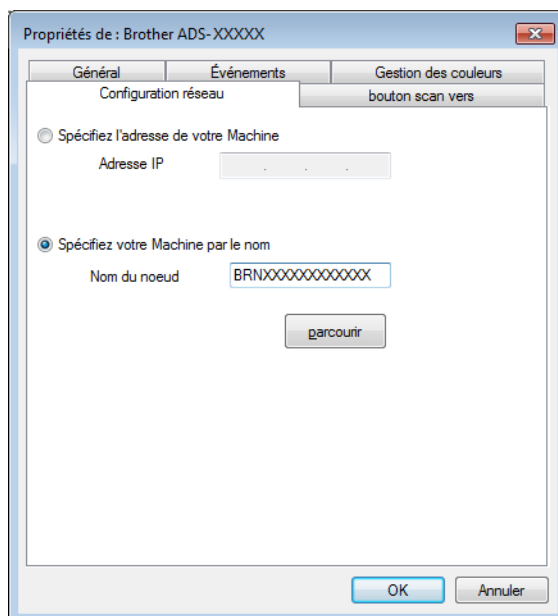 Propriétés de : Brother ADS-XXXXX
Général Événements Gestion des couleurs
Configuration réseau bouton scan vers
Spécifiez l'adresse de votre Machine
Adresse IP . . .
Spécifiez votre Machine par le nom
Nom du noeud BRNXXXXXXXXXXXX
parcourir
OK Annuler